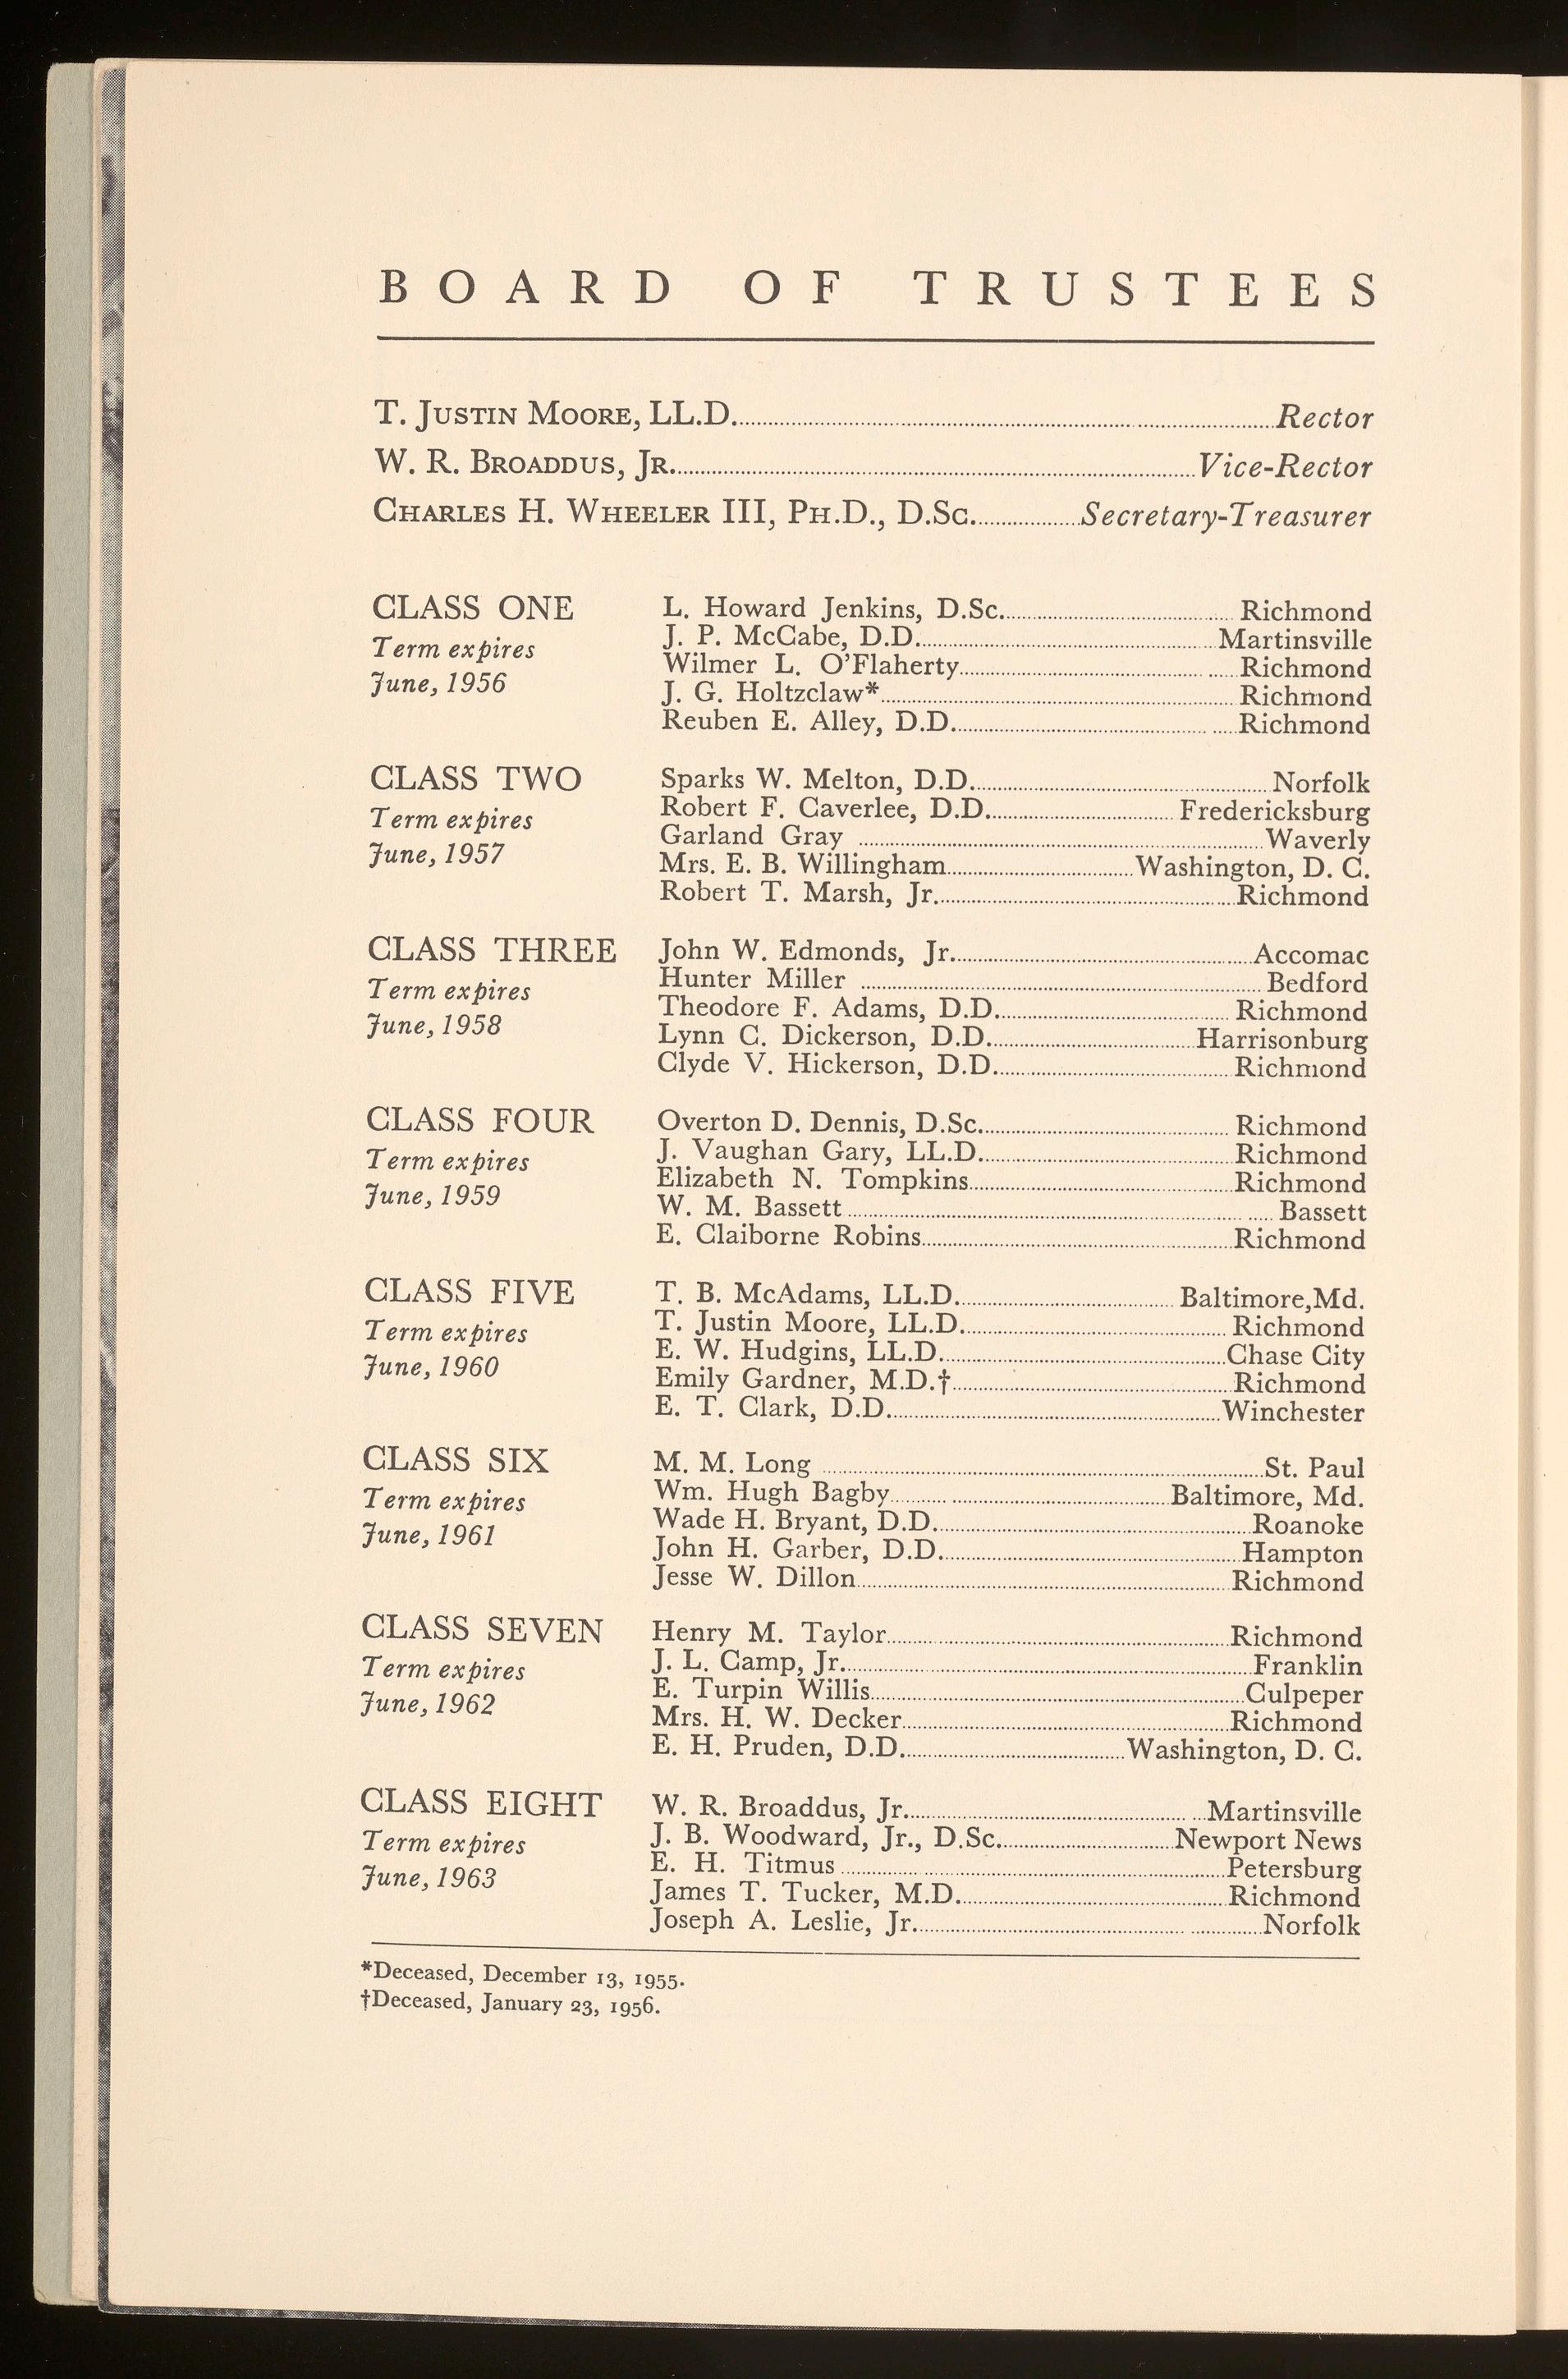 BOARD OF TRUSTEES
T. JUSTIN MOORE, LL.D. Rector
W. R. BROADDUS, JR. Vice-Rector
CHARLES H. WHEELER III, PH.D., D.SC. Secretary-Treasurer
CLASS ONE
Term expires
June, 1956
L. Howard Jenkins, D.Sc. Richmond
J. P. McCabe, D.D. Martinsville
Wilmer L. O'Flaherty Richmond
J. G. Holtzclaw* Richmond
Reuben E. Alley, D.D. Richmond
CLASS TWO
Term expires
June, 1957
Sparks W. Melton, D.D. Norfolk
Robert F. Caverlee, D.D. Fredericksburg
Garland Gray Waverly
Mrs. E. B. Willingham Washington, D. C.
Robert T. Marsh, Jr. Richmond
CLASS THREE
Term expires
June, 1958
John W. Edmonds, Jr. Accomac
Hunter Miller Bedford
Theodore F. Adams, D.D. Richmond
Lynn C. Dickerson, D.D. Harrisonburg
Clyde V. Hickerson, D.D. Richmond
CLASS FOUR
Term expires
June, 1959
Overton D. Dennis, D.Sc. Richmond
J. Vaughan Gary, LL.D. Richmond
Elizabeth N. Tompkins Richmond
W. M. Bassett Bassett
E. Claiborne Robins Richmond
CLASS FIVE
Term expires
June, 1960
T. B. McAdams, LL.D. Baltimore,Md.
T. Justin Moore, LL.D. Richmond
E. W. Hudgins, LL.D. Chase City
Emily Gardner, M.D.† Richmond
E. T. Clark, D.D. Winchester
CLASS SIX
Term expires
June, 1961
M. M. Long St. Paul
Wm. Hugh Bagby Baltimore, Md.
Wade H. Bryant, D.D. Roanoke
John H. Garber, D.D. Hampton
Jesse W. Dillon Richmond
CLASS SEVEN
Term expires
June, 1962
Henry M. Taylor Richmond
J. L. Camp, Jr. Franklin
E. Turpin Willis Culpeper
Mrs. H. W. Decker Richmond
E. H. Pruden, D.D. Washington, D. C.
CLASS EIGHT
Term expires
June, 1963
W. R. Broaddus, Jr. Martinsville
J. B. Woodward, Jr., D.Sc. Newport News
E. H. Titmus Petersburg
James T. Tucker, M.D. Richmond
Joseph A. Leslie, Jr. Norfolk
*Deceased, December 13, 1955.
†Deceased, January 23, 1956.